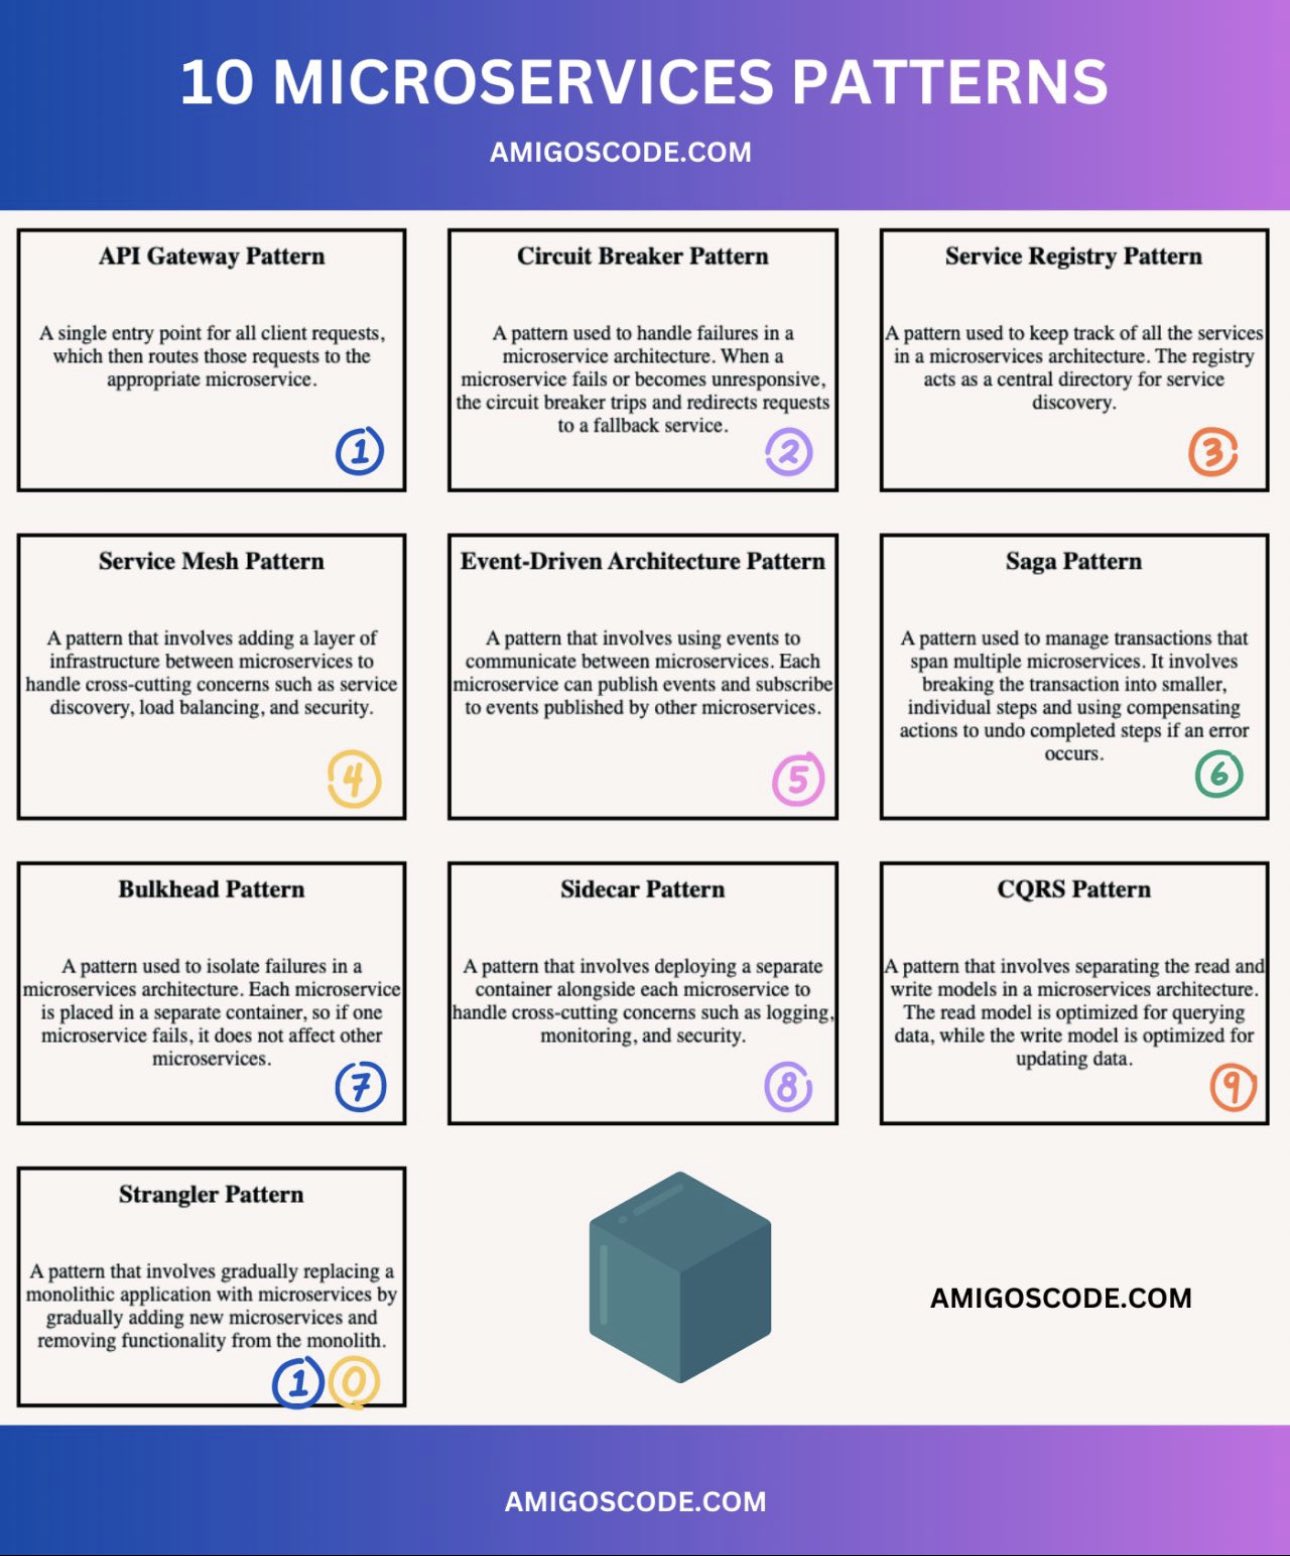 10 MICROSERVICES PATTERNS
AMIGOSCODE.COM
API Gateway Pattern
A single entry point for all client requests,
which then routes those requests to the
appropriate microservice.
1
Circuit Breaker Pattern
A pattern used to handle failures in a
microservice architecture. When a
microservice fails or becomes unresponsive,
the circuit breaker trips and redirects requests
to a fallback service.
2
Service Registry Pattern
A pattern used to keep track of all the services
in a microservices architecture. The registry
acts as a central directory for service
discovery.
3
Service Mesh Pattern
A pattern that involves adding a layer of
infrastructure between microservices to
handle cross-cutting concerns such as service
discovery, load balancing, and security.
4
Event-Driven Architecture Pattern
A pattern that involves using events to
communicate between microservices. Each
microservice can publish events and subscribe
to events published by other microservices.
5
Saga Pattern
A pattern used to manage transactions that
span multiple microservices. It involves
breaking the transaction into smaller,
individual steps and using compensating
actions to undo completed steps if an error
occurs.
6
Bulkhead Pattern
A pattern used to isolate failures in a
microservices architecture. Each microservice
is placed in a separate container, so if one
microservice fails, it does not affect other
microservices.
7
Sidecar Pattern
A pattern that involves deploying a separate
container alongside each microservice to
handle cross-cutting concerns such as logging,
monitoring, and security.
8
CQRS Pattern
A pattern that involves separating the read and
write models in a microservices architecture.
The read model is optimized for querying
data, while the write model is optimized for
updating data.
9
Strangler Pattern
A pattern that involves gradually replacing a
monolithic application with microservices by
gradually adding new microservices and
removing functionality from the monolith.
10
AMIGOSCODE.COM
AMIGOSCODE.COM